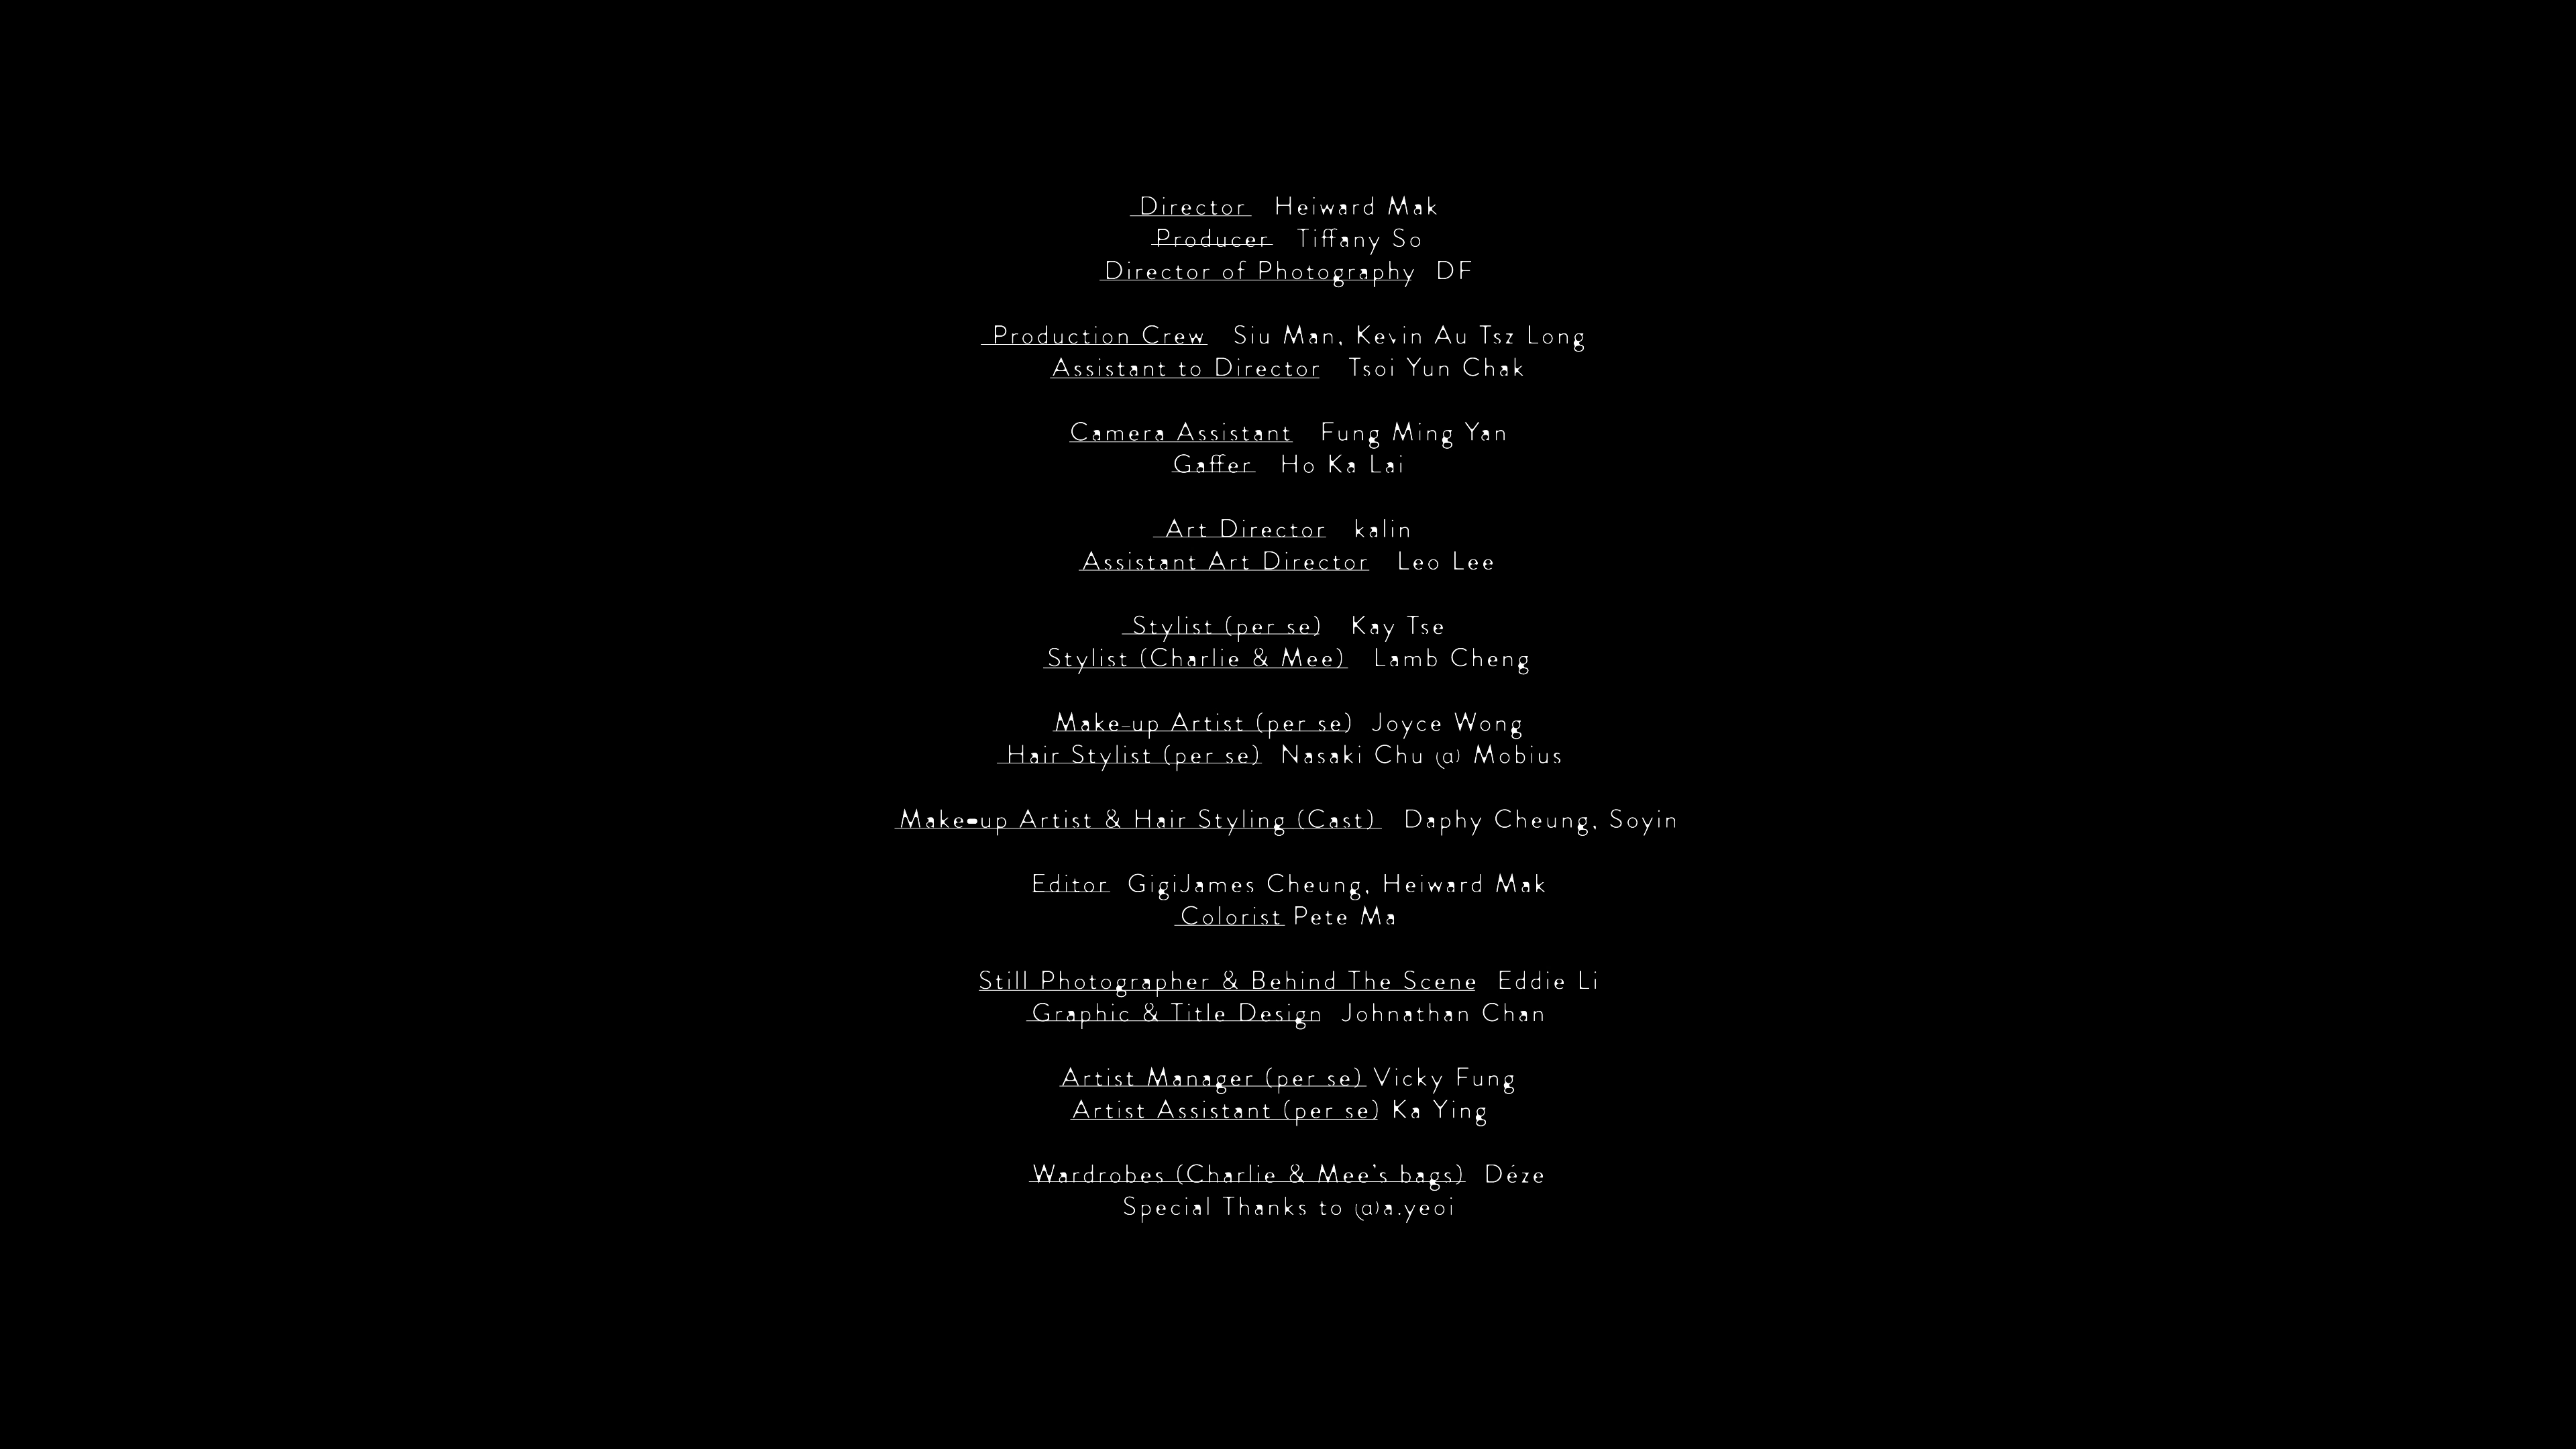 Director Heiward Mak
Producer Tiffany So
Director of Photography DF
Production Crew Siu Man, Kevin Au Tsz Long
Assistant to Director Tsoi Yun Chak
Camera Assistant Fung Ming Yan
Gaffer Ho Ka Lai
Art Director kalin
Assistant Art Director Leo Lee
Stylist (per se) Kay Tse
Stylist (Charlie & Mee) Lamb Cheng
Make-up Artist (per se) Joyce Wong
Hair Stylist (per se) Nasaki Chu @ Mobius
Make-up Artist & Hair Styling (Cast) Daphy Cheung, Soyin
Editor GigiJames Cheung, Heiward Mak
Colorist Pete Ma
Still Photographer & Behind The Scene Eddie Li
Graphic & Title Design Johnathan Chan
Artist Manager (per se) Vicky Fung
Artist Assistant (per se) Ka Ying
Wardrobes (Charlie & Mee's bags) Déze
Special Thanks to @a.yeoi